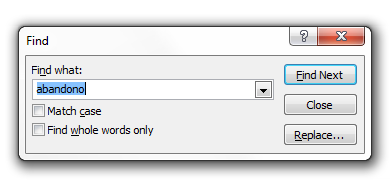 Find
?
Find what:
abandono
Match case
Find whole words only
Find Next
Close
Replace...